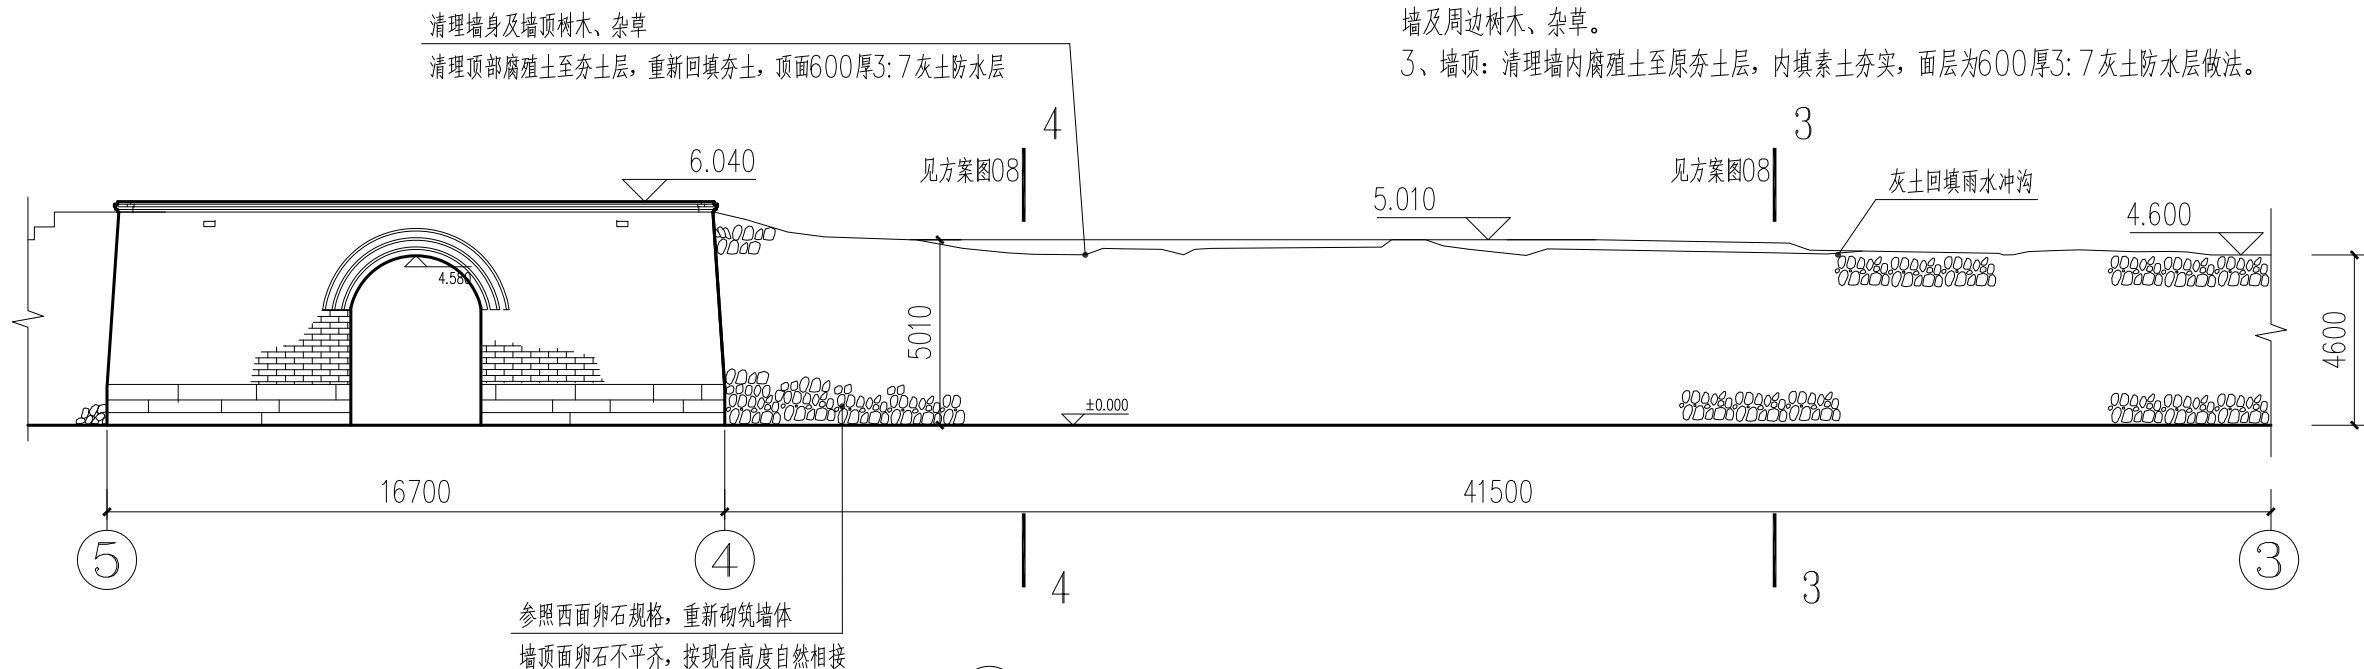 清理墙身及墙顶树木、杂草
清理顶部腐殖土至夯土层，重新回填夯土，顶面600厚3:7灰土防水层
墙及周边树木、杂草。
3、墙顶：清理墙内腐殖土至原夯土层，内填素土夯实，面层为600厚3:7灰土防水层做法。
4
3
6.040
见方案图08
见方案图08
灰土回填雨水冲沟
5.010
4.600
4.580
5010
4600
±0.000
16700
41500
5
4
3
4
3
参照西面卵石规格，重新砌筑墙体
墙顶面卵石不平齐，按现有高度自然相接